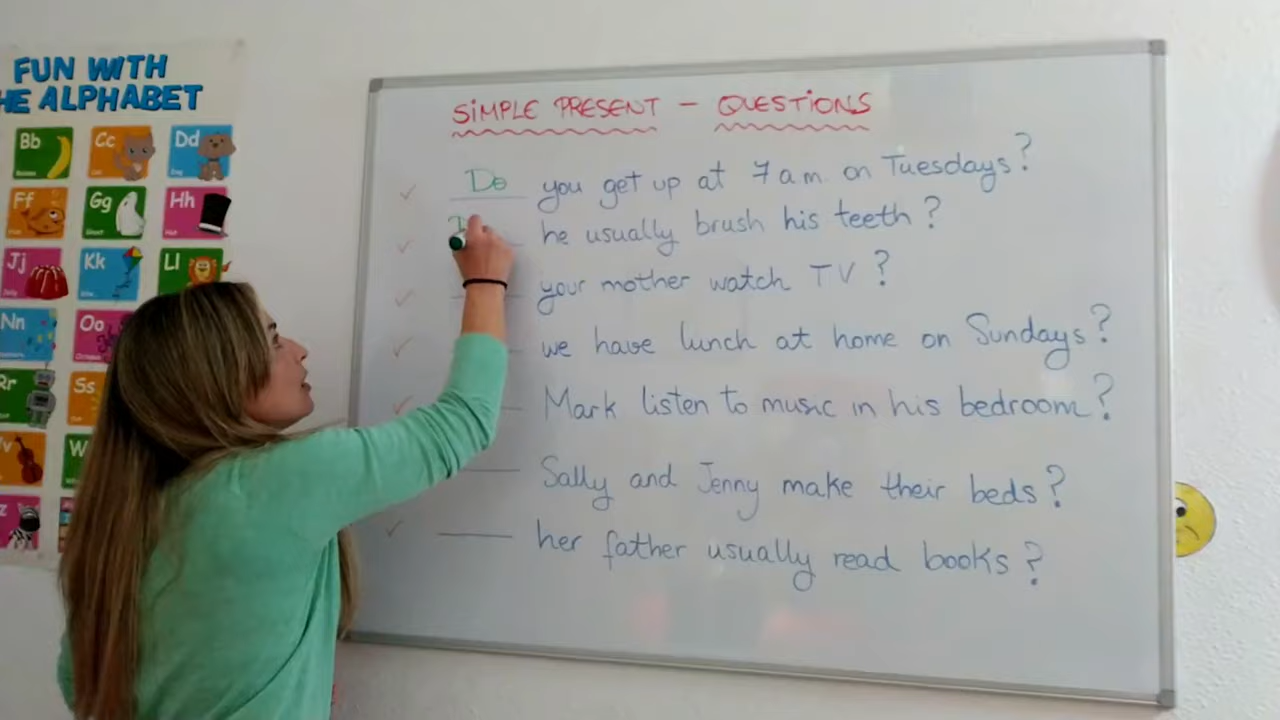 FUN WITH
HE ALPHABET
Bb
Cc
Dd
Ff
Gg
Hh
Jj
Kk
Ll
Nn
Oo
Rr
Ss
SIMPLE PRESENT - QUESTIONS
Do you get up at 7 a.m. on Tuesdays?
D he usually brush his teeth?
your mother watch TV?
we have lunch at home on Sundays?
Mark listen to music in his bedroom?
Sally and Jenny make their beds?
her father usually read books?